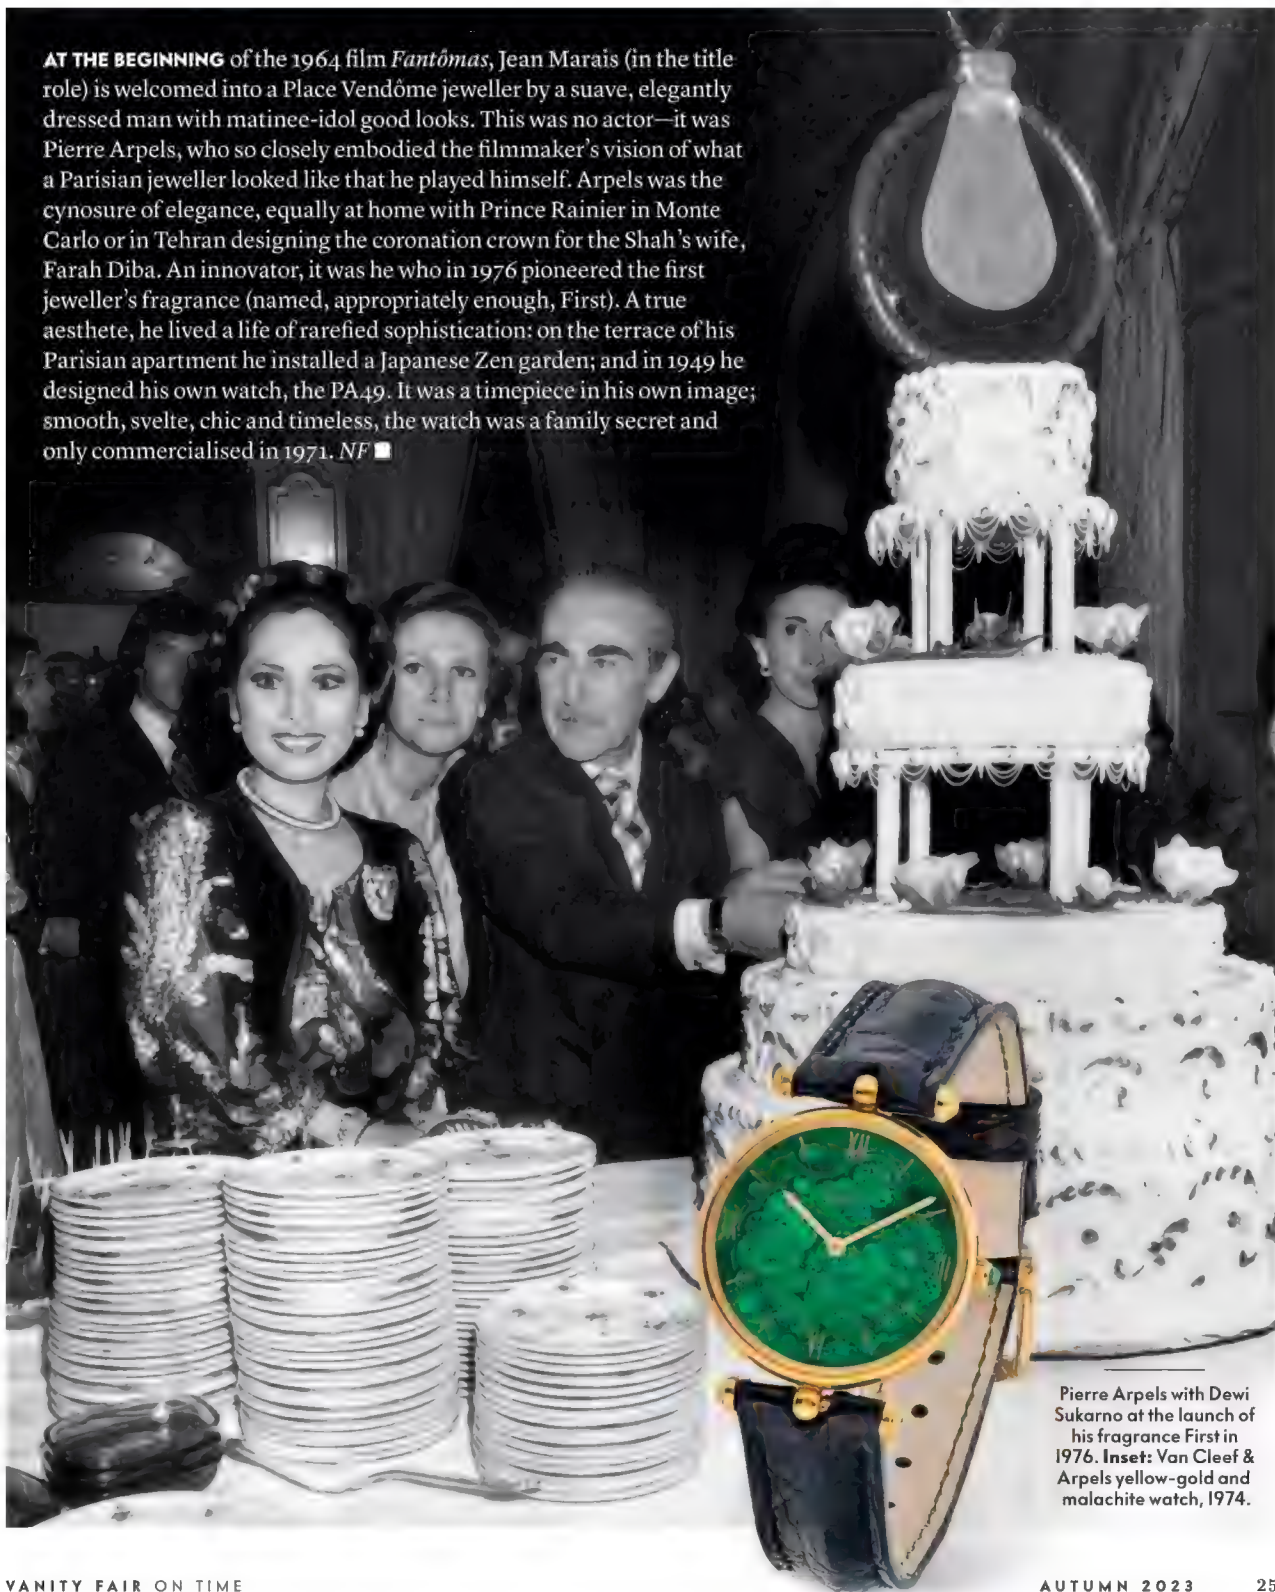 AT THE BEGINNING of the 1964 film Fantômas, Jean Marais (in the title
role) is welcomed into a Place Vendôme jeweller by a suave, elegantly
dressed man with matinee-idol good looks. This was no actor—it was
Pierre Arpels, who so closely embodied the filmmaker's vision of what
a Parisian jeweller looked like that he played himself. Arpels was the
cynosure of elegance, equally at home with Prince Rainier in Monte
Carlo or in Tehran designing the coronation crown for the Shah's wife,
Farah Diba. An innovator, it was he who in 1976 pioneered the first
jeweller's fragrance (named, appropriately enough, First). A true
aesthete, he lived a life of rarefied sophistication: on the terrace of his
Parisian apartment he installed a Japanese Zen garden; and in 1949 he
designed his own watch, the PA49. It was a timepiece in his own image;
smooth, svelte, chic and timeless, the watch was a family secret and
only commercialised in 1971. NF
XII
Pierre Arpels with Dewi
Sukarno at the launch of
his fragrance First in
1976. Inset: Van Cleef &
Arpels yellow-gold and
malachite watch, 1974.
VANITY FAIR ON TIME
AUTUMN 2023 25